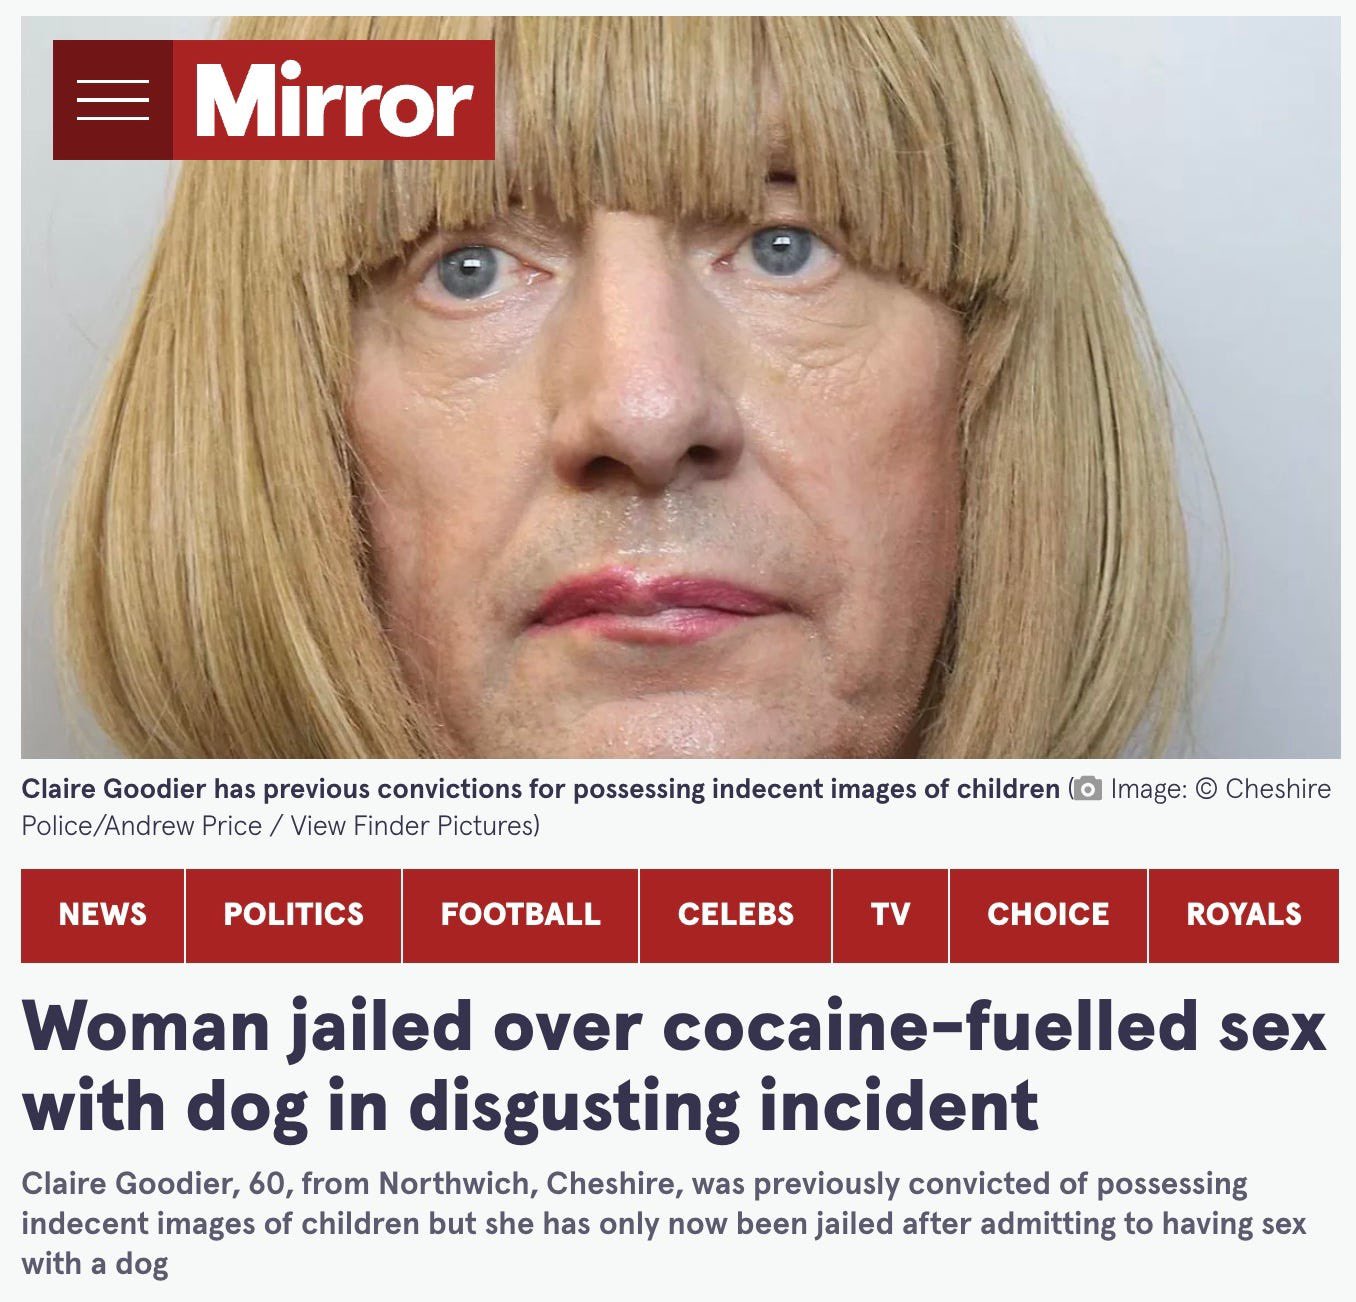 Mirror
Claire Goodier has previous convictions for possessing indecent images of children ( Image: © Cheshire
Police/Andrew Price / View Finder Pictures)
NEWS POLITICS FOOTBALL CELEBS TV CHOICE ROYALS
Woman jailed over cocaine-fuelled sex
with dog in disgusting incident
Claire Goodier, 60, from Northwich, Cheshire, was previously convicted of possessing
indecent images of children but she has only now been jailed after admitting to having sex
with a dog